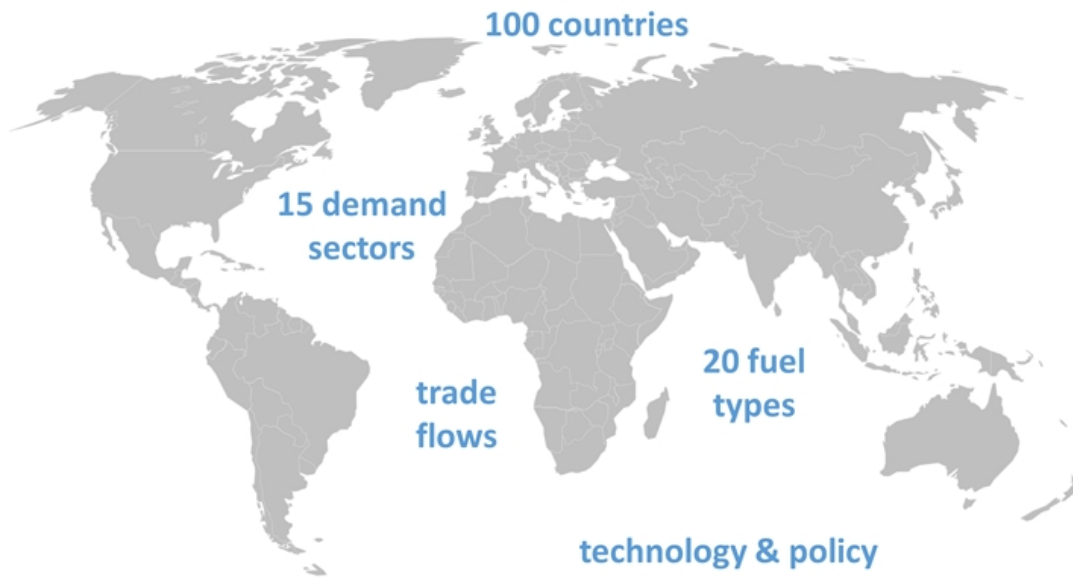 100 countries
15 demand
sectors
20 fuel
types
trade
flows
technology & policy